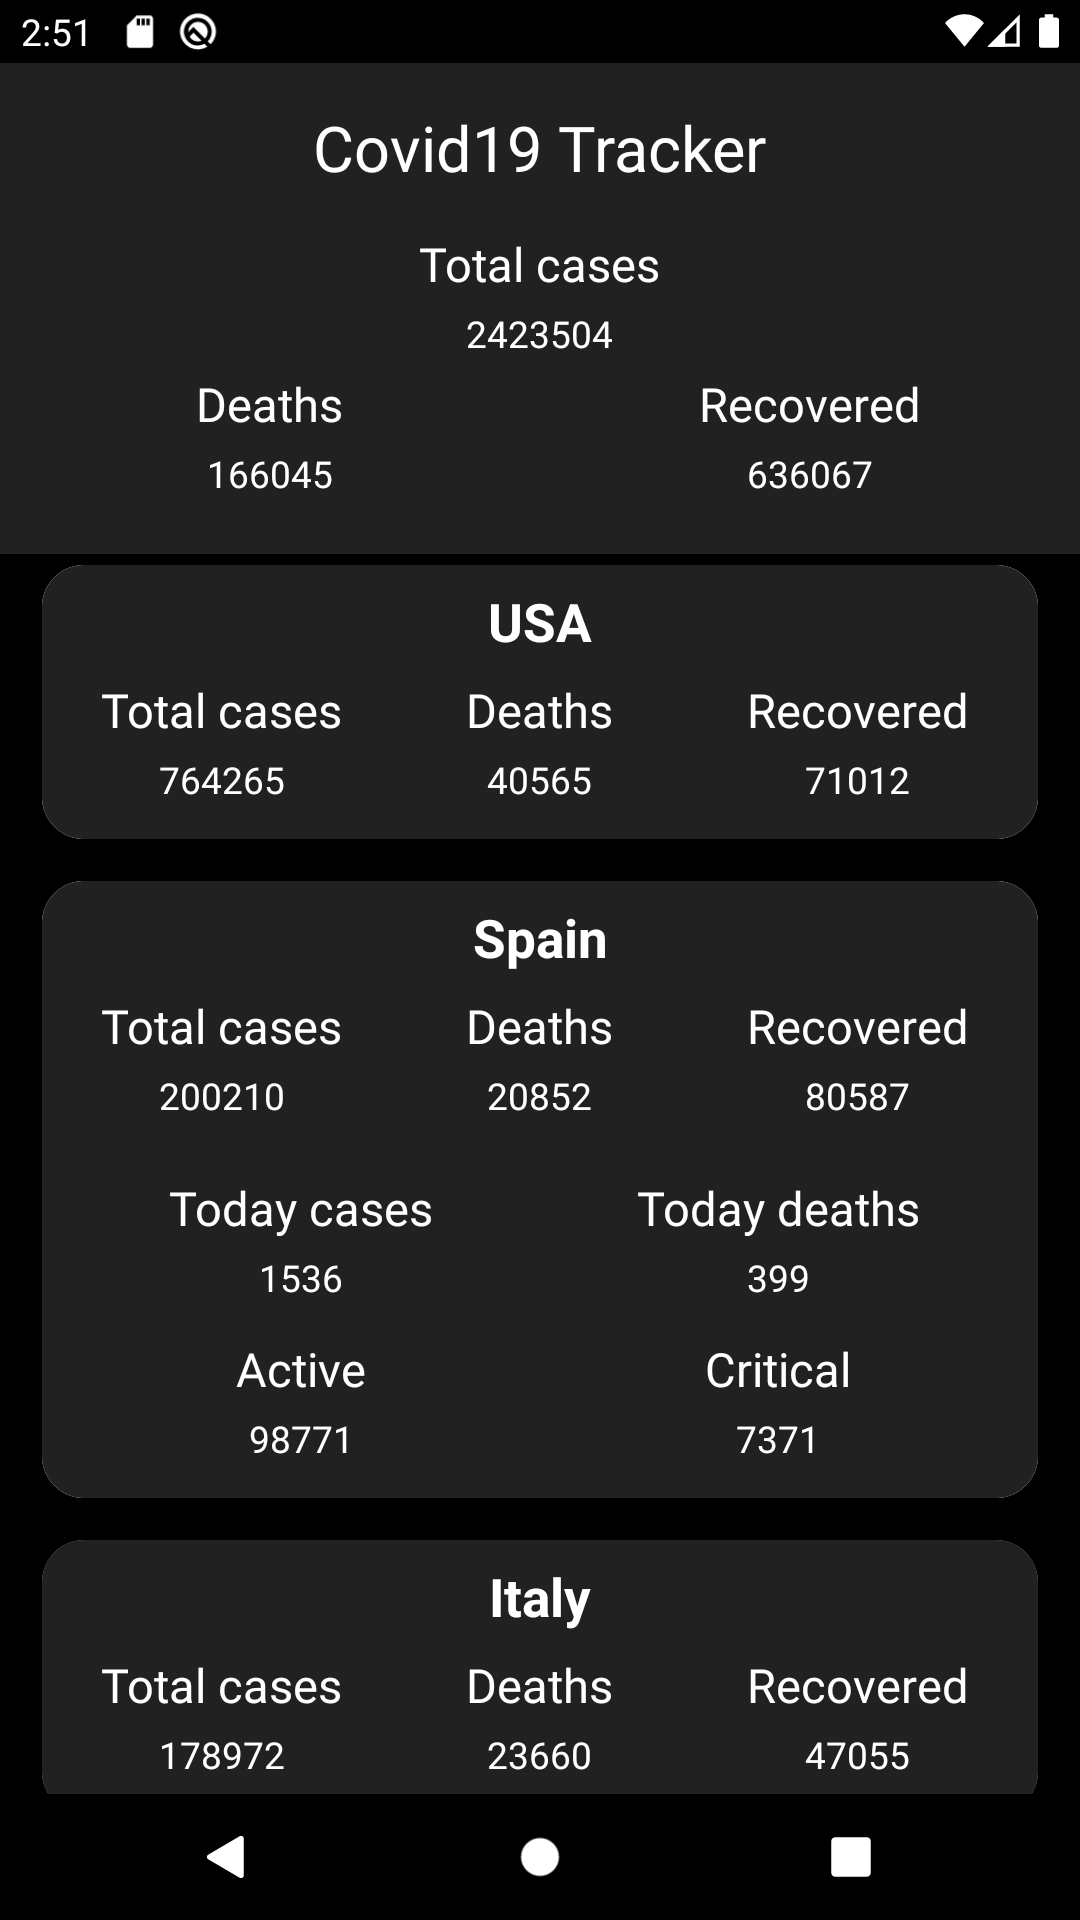 2:51
Covid19 Tracker
Total cases
2423504
Deaths Recovered
166045 636067
USA
Total cases Deaths Recovered
764265 40565 71012
Spain
Total cases Deaths Recovered
200210 20852 80587
Today cases Today deaths
1536 399
Active Critical
98771 7371
Italy
Total cases Deaths Recovered
178972 23660 47055